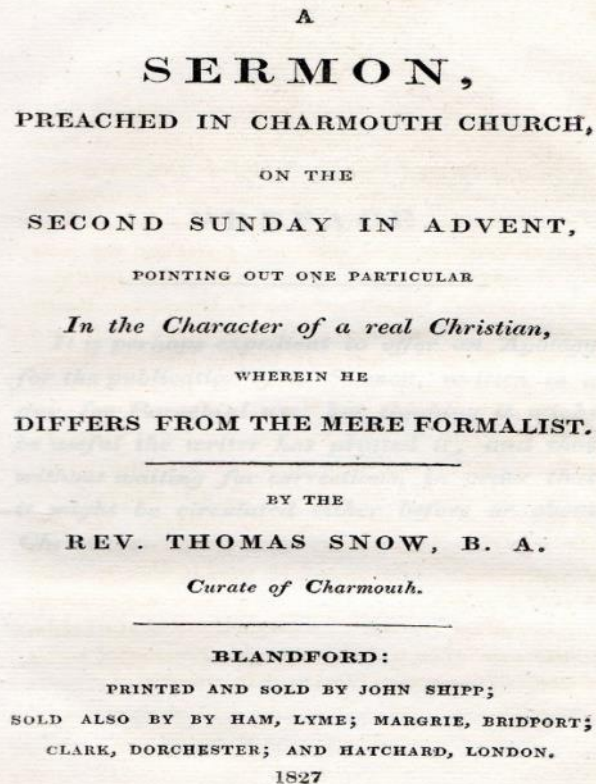 A
SERMON,
PREACHED IN CHARMOUTH CHURCH,
ON THE
SECOND SUNDAY IN ADVENT,
POINTING OUT ONE PARTICULAR
In the Character of a real Christian,
WHEREIN HE
DIFFERS FROM THE MERE FORMALIST.
BY THE
REV. THOMAS SNOW, B. A.
Curate of Charmouth.
BLANDFORD:
PRINTED AND SOLD BY JOHN SHIPP;
SOLD ALSO BY BY HAM, LYME; MARGRIE, BRIDPORT;
CLARK, DORCHESTER; AND HATCHARD, LONDON.
1827